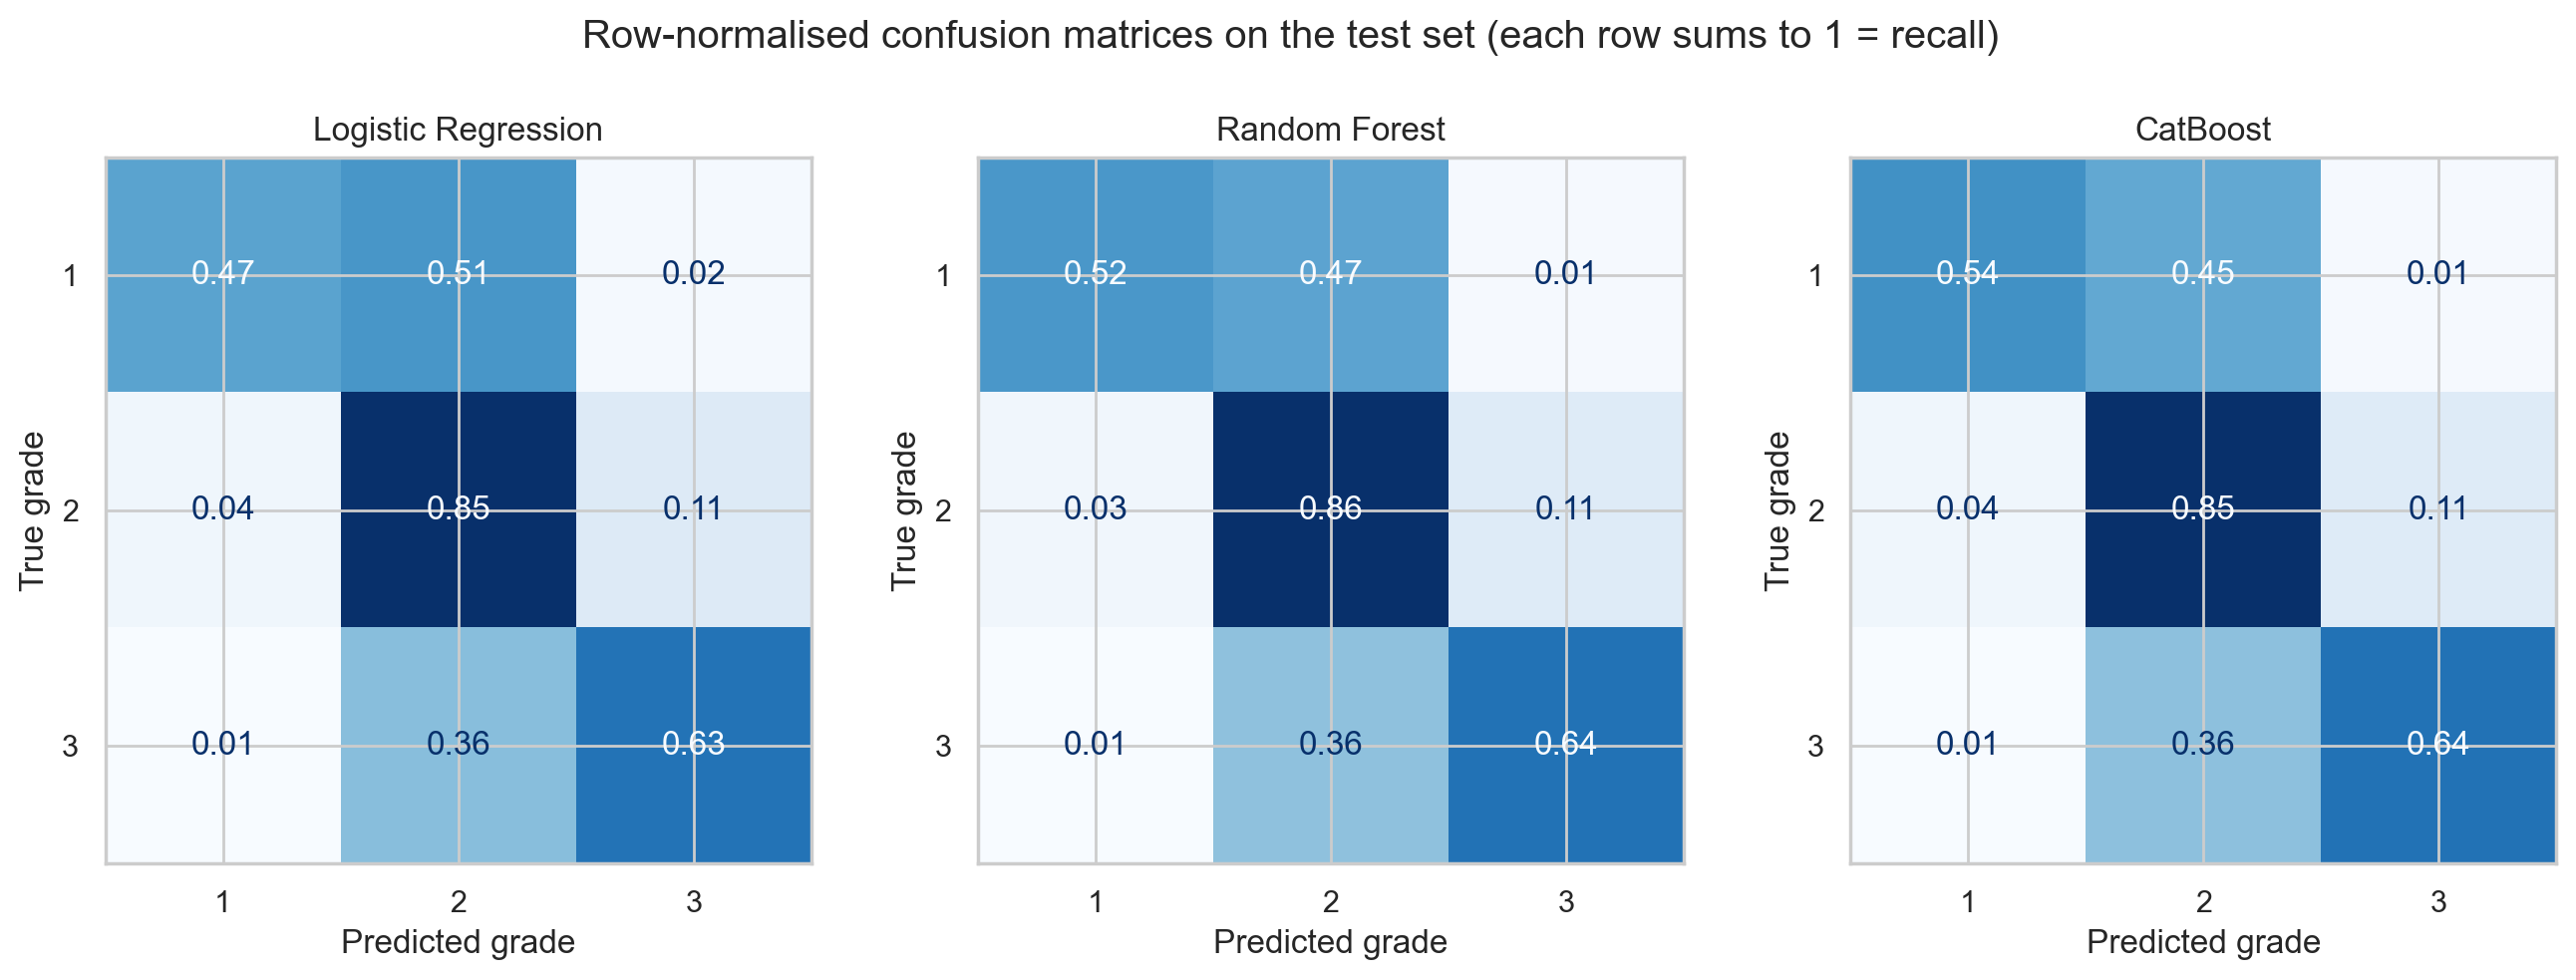 Row-normalised confusion matrices on the test set (each row sums to 1 = recall)
Logistic Regression
True grade
1
0.47 0.51 0.02
2
0.04 0.85 0.11
3
0.01 0.36 0.63
1 2 3
Predicted grade
Random Forest
True grade
1
0.52 0.47 0.01
2
0.03 0.86 0.11
3
0.01 0.36 0.64
1 2 3
Predicted grade
CatBoost
True grade
1
0.54 0.45 0.01
2
0.04 0.85 0.11
3
0.01 0.36 0.64
1 2 3
Predicted grade